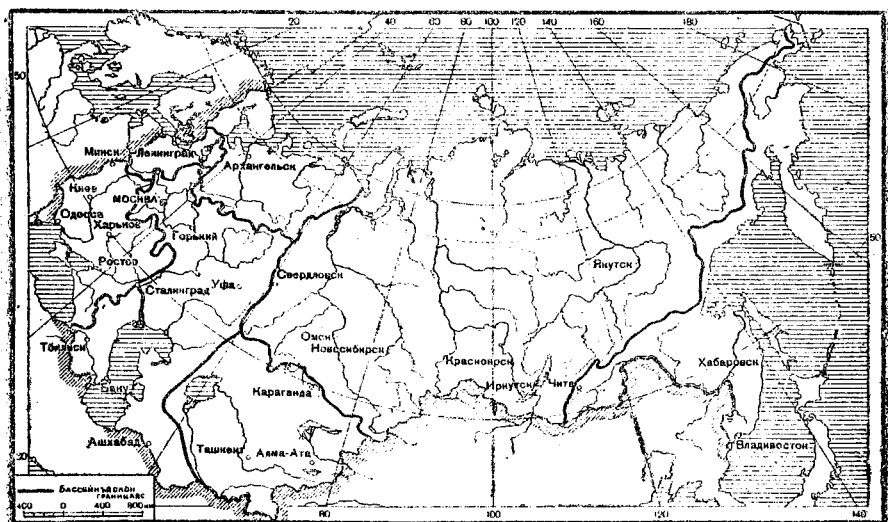 20 40 60 80 100 120 140 160 180
50
Минск
Ленинград
Архангельск
Киев
МОСКВА
Одесса
Харьков
Горький
50
Ростов
Якутск
Свердловск
Уфа
Сталинград
Омск
Тбилиси
Новосибирск
Красноярск
Хабаровск
Баку
Караганда
Иркутск
Чита
Ашхабад
Ташкент
Алма-Ата
Владивосток
400 0 400 800
80 100 120 140